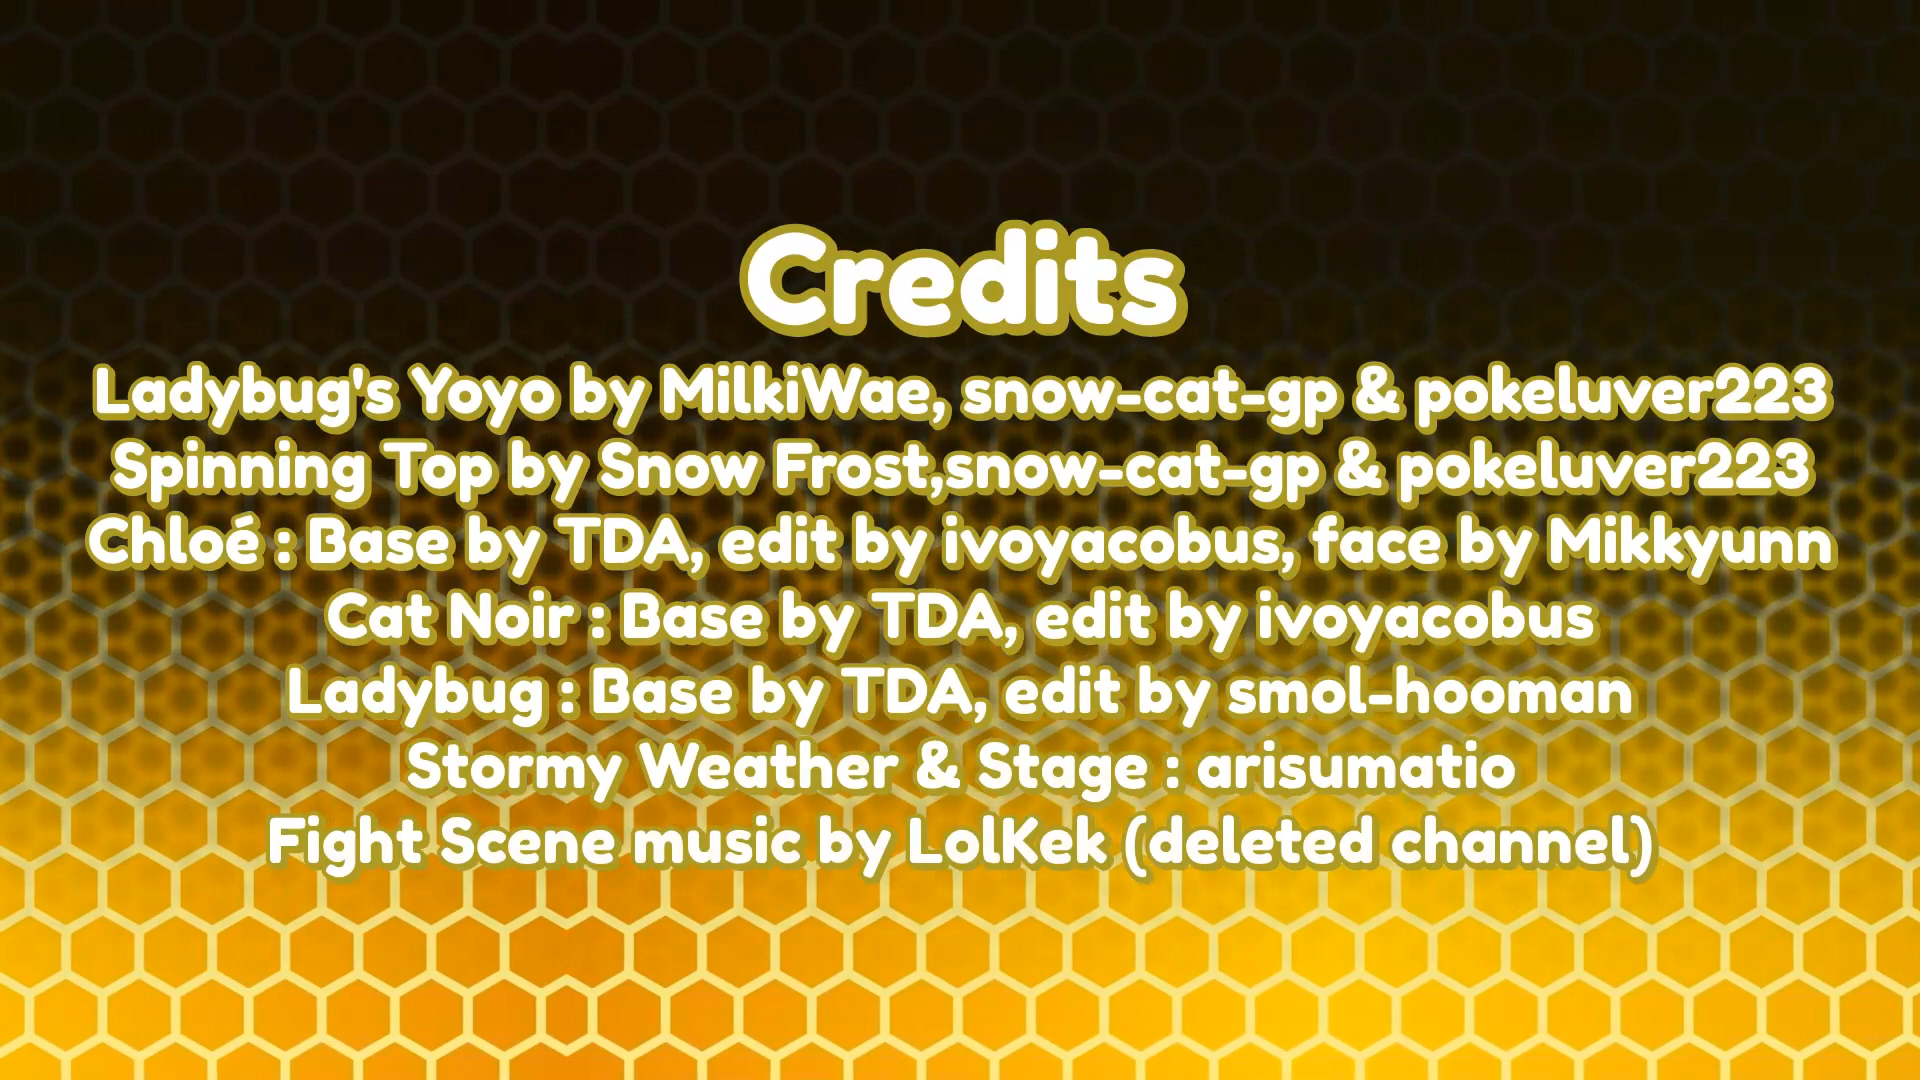 Credits
Ladybug's Yoyo by MilkiWae, snow-cat-gp & pokeluver223
Spinning Top by Snow Frost,snow-cat-gp & pokeluver223
Chloé : Base by TDA, edit by ivoyacobus, face by Mikkyunn
Cat Noir : Base by TDA, edit by ivoyacobus
Ladybug : Base by TDA, edit by smol-hooman
Stormy Weather & Stage : arisumatio
Fight Scene music by LolKek (deleted channel)